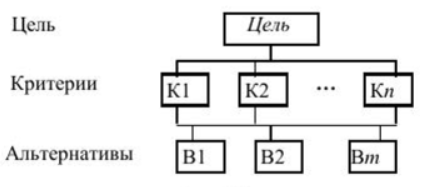 Цель Цель
Критерии К1 К2 ... Кn
Альтернативы В1 В2 Вm